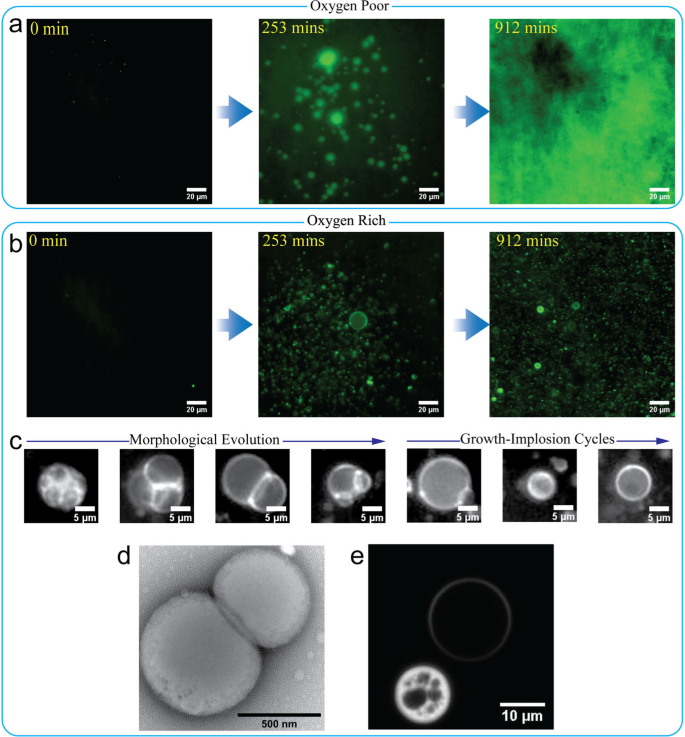 Oxygen Poor
a
0 min
253 mins
912 mins
20 µm
20 µm
20 µm
Oxygen Rich
b
0 min
253 mins
912 mins
20 µm
20 µm
20 µm
c
Morphological Evolution
Growth-Implosion Cycles
5 µm
5 µm
5 µm
5 µm
5 µm
5 µm
5 µm
d
e
500 nm
10 µm